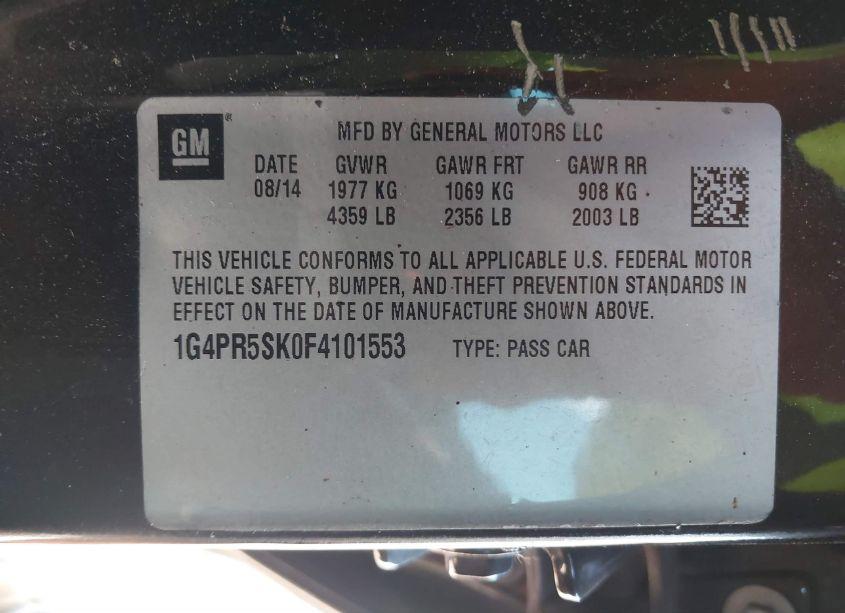 GM
MFD BY GENERAL MOTORS LLC
DATE GVWR GAWR FRT GAWR RR
08/14 1977 KG 1069 KG 908 KG
4359 LB 2356 LB 2003 LB
THIS VEHICLE CONFORMS TO ALL APPLICABLE U.S. FEDERAL MOTOR
VEHICLE SAFETY, BUMPER, AND THEFT PREVENTION STANDARDS IN
EFFECT ON THE DATE OF MANUFACTURE SHOWN ABOVE.
1G4PR5SK0F4101553 TYPE: PASS CAR